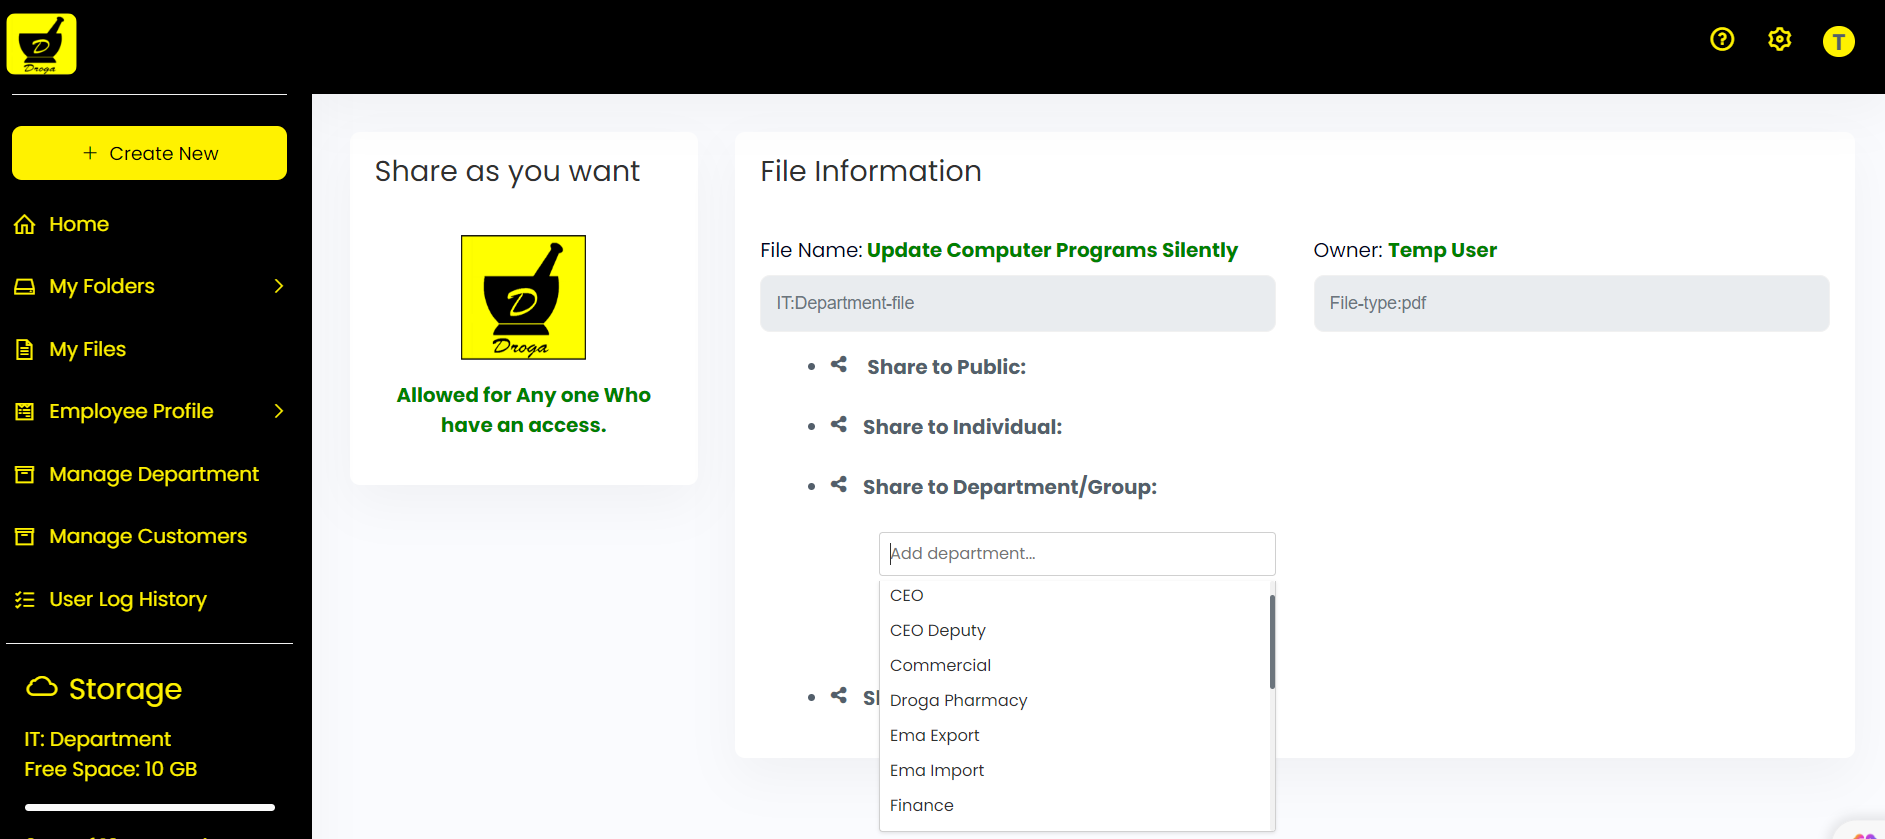 D
Droga
T
Create New
Home
My Folders
My Files
Employee Profile
Manage Department
Manage Customers
User Log History
Storage
IT: Department
Free Space: 10 GB
Share as you want
D
Droga
Allowed for Any one Who
have an access.
File Information
File Name: Update Computer Programs Silently
Owner: Temp User
IT:Department-file
File-type:pdf
Share to Public:
Share to Individual:
Share to Department/Group:
Add department...
CEO
CEO Deputy
Commercial
Droga Pharmacy
Ema Export
Ema Import
Finance